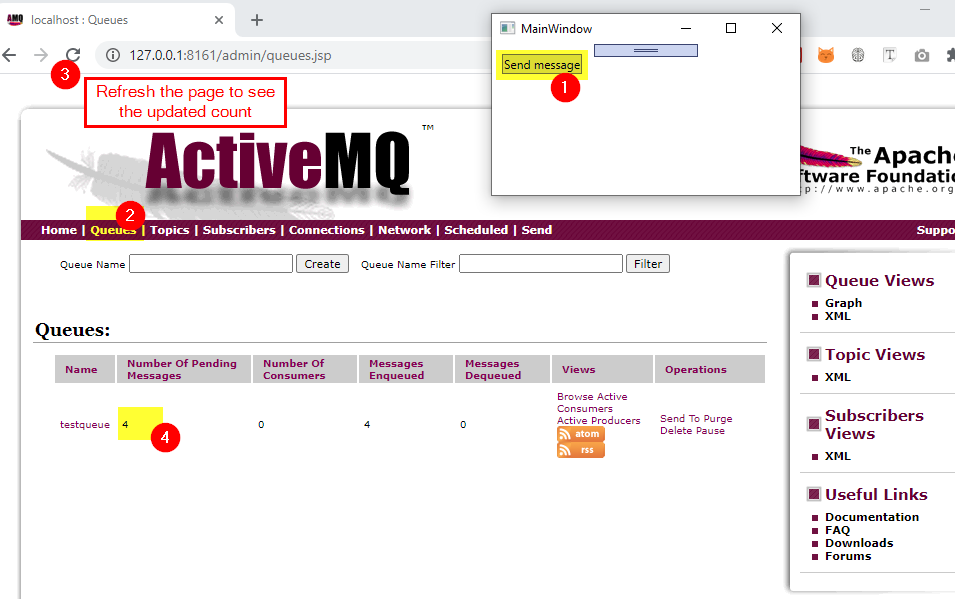 AMQ localhost : Queues
127.0.0.1:8161/admin/queues.jsp
3
Refresh the page to see
the updated count
MainWindow
Send message
1
ActiveMQ TM
The Apache
ftware Foundatio
tp://www.apache.org
2
Home | Queues | Topics | Subscribers | Connections | Network | Scheduled | Send
Suppo
Queue Name Create Queue Name Filter Filter
Queues:
Name Number Of Pending Messages Number Of Consumers Messages Enqueued Messages Dequeued Views Operations
testqueue 4 0 4 0
4
Browse Active
Consumers
Active Producers
atom
rss
Send To Purge
Delete Pause
Queue Views
Graph
XML
Topic Views
XML
Subscribers
Views
XML
Useful Links
Documentation
FAQ
Downloads
Forums